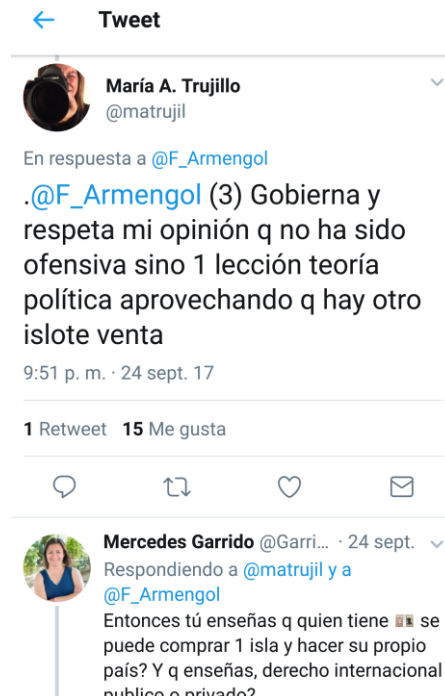 Tweet
María A. Trujillo
@matrujil
En respuesta a @F_Armengol
.@F_Armengol (3) Gobierna y
respeta mi opinión q no ha sido
ofensiva sino 1 lección teoría
política aprovechando q hay otro
islote venta
9:51 p. m. · 24 sept. 17
1 Retweet 15 Me gusta
Mercedes Garrido @Garri... · 24 sept.
Respondiendo a @matrujil y a
@F_Armengol
Entonces tú enseñas q quien tiene 💶💶 se
puede comprar 1 isla y hacer su propio
país? Y q enseñas, derecho internacional
publico o privado?